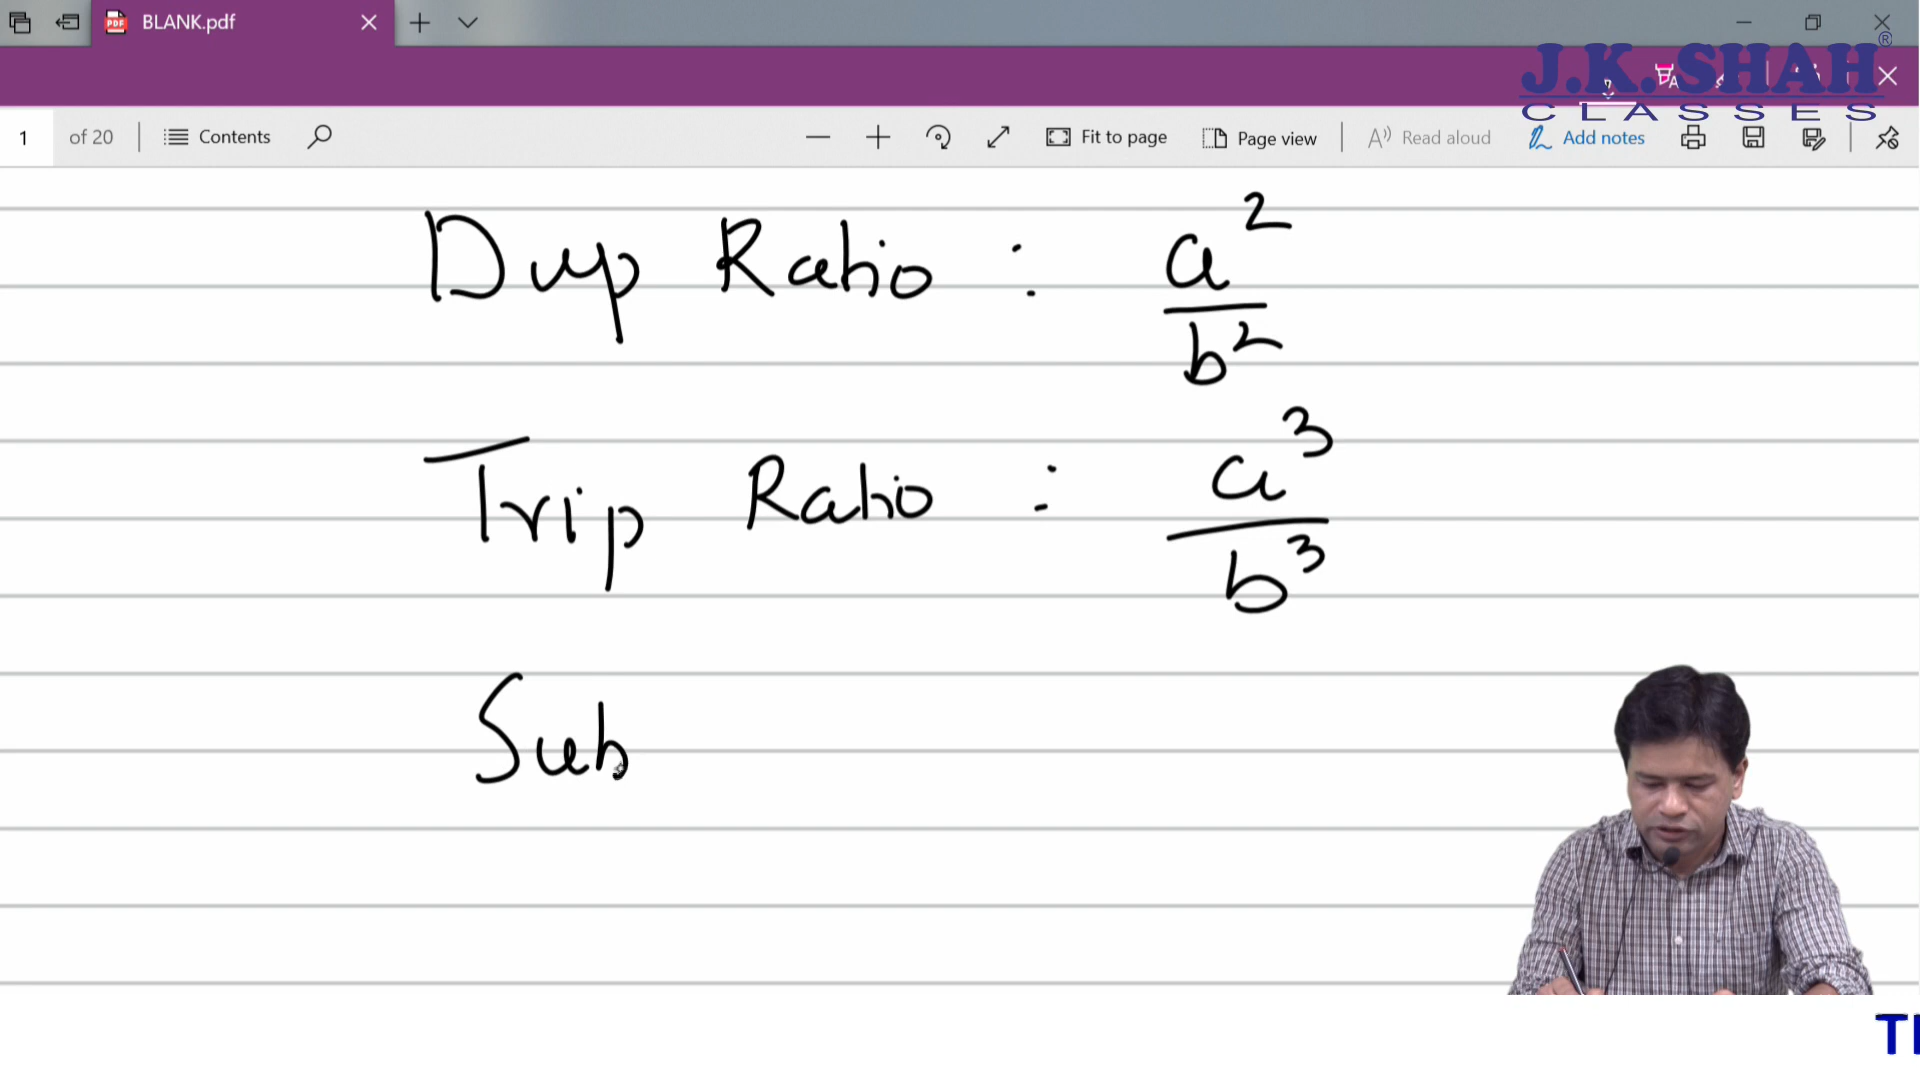 BLANK.pdf
J.K.SHAH®
CLASSES
1 of 20 Contents Fit to page Page view Read aloud Add notes
Dup Ratio : a²/b²
Trip Ratio : a³/b³
Sub